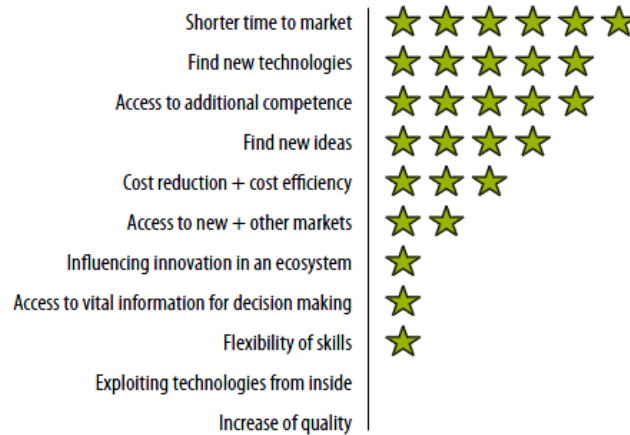 Shorter time to market
Find new technologies
Access to additional competence
Find new ideas
Cost reduction + cost efficiency
Access to new + other markets
Influencing innovation in an ecosystem
Access to vital information for decision making
Flexibility of skills
Exploiting technologies from inside
Increase of quality